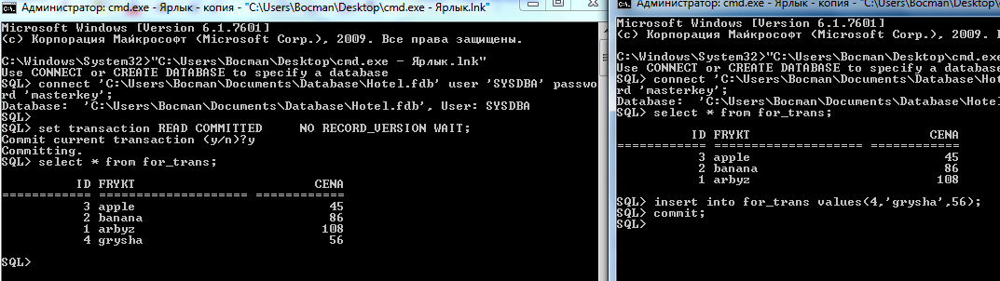 Администратор: cmd.exe - Ярлык - копия - "C:\Users\Bocman\Desktop\cmd.exe - Ярлык.lnk"
Microsoft Windows [Version 6.1.7601]
(c) Корпорация Майкрософт (Microsoft Corp.), 2009. Все права защищены.
C:\Windows\System32>"C:\Users\Bocman\Desktop\cmd.exe - Ярлык.lnk"
Use CONNECT or CREATE DATABASE to specify a database
SQL> connect 'C:\Users\Bocman\Documents\Database\Hotel.fdb' user 'SYSDBA' passwo
rd 'masterkey';
Database:  'C:\Users\Bocman\Documents\Database\Hotel.fdb', User: SYSDBA
SQL>
SQL> set transaction READ COMMITTED     NO RECORD_VERSION WAIT;
Commit current transaction (y/n)?y
Committing.
SQL> select * from for_trans;
ID FRYKT CENA
============ ==================== ============
3 apple 45
2 banana 86
1 arbyz 108
4 grysha 56
SQL>
Администратор: cmd.exe - Ярлык - копия - "C:\Users\Bocman\Desktop\
Microsoft Windows [Version 6.1.7601]
(c) Корпорация Майкрософт (Microsoft Corp.), 2009.
C:\Windows\System32>"C:\Users\Bocman\Desktop\cmd.exe
Use CONNECT or CREATE DATABASE to specify a databas
SQL> connect 'C:\Users\Bocman\Documents\Database\Hot
rd 'masterkey';
Database:  'C:\Users\Bocman\Documents\Database\Hote
SQL> select * from for_trans;
ID FRYKT CENA
============ ==================== ============
3 apple 45
2 banana 86
1 arbyz 108
SQL> insert into for_trans values(4,'grysha',56);
SQL> commit;
SQL>